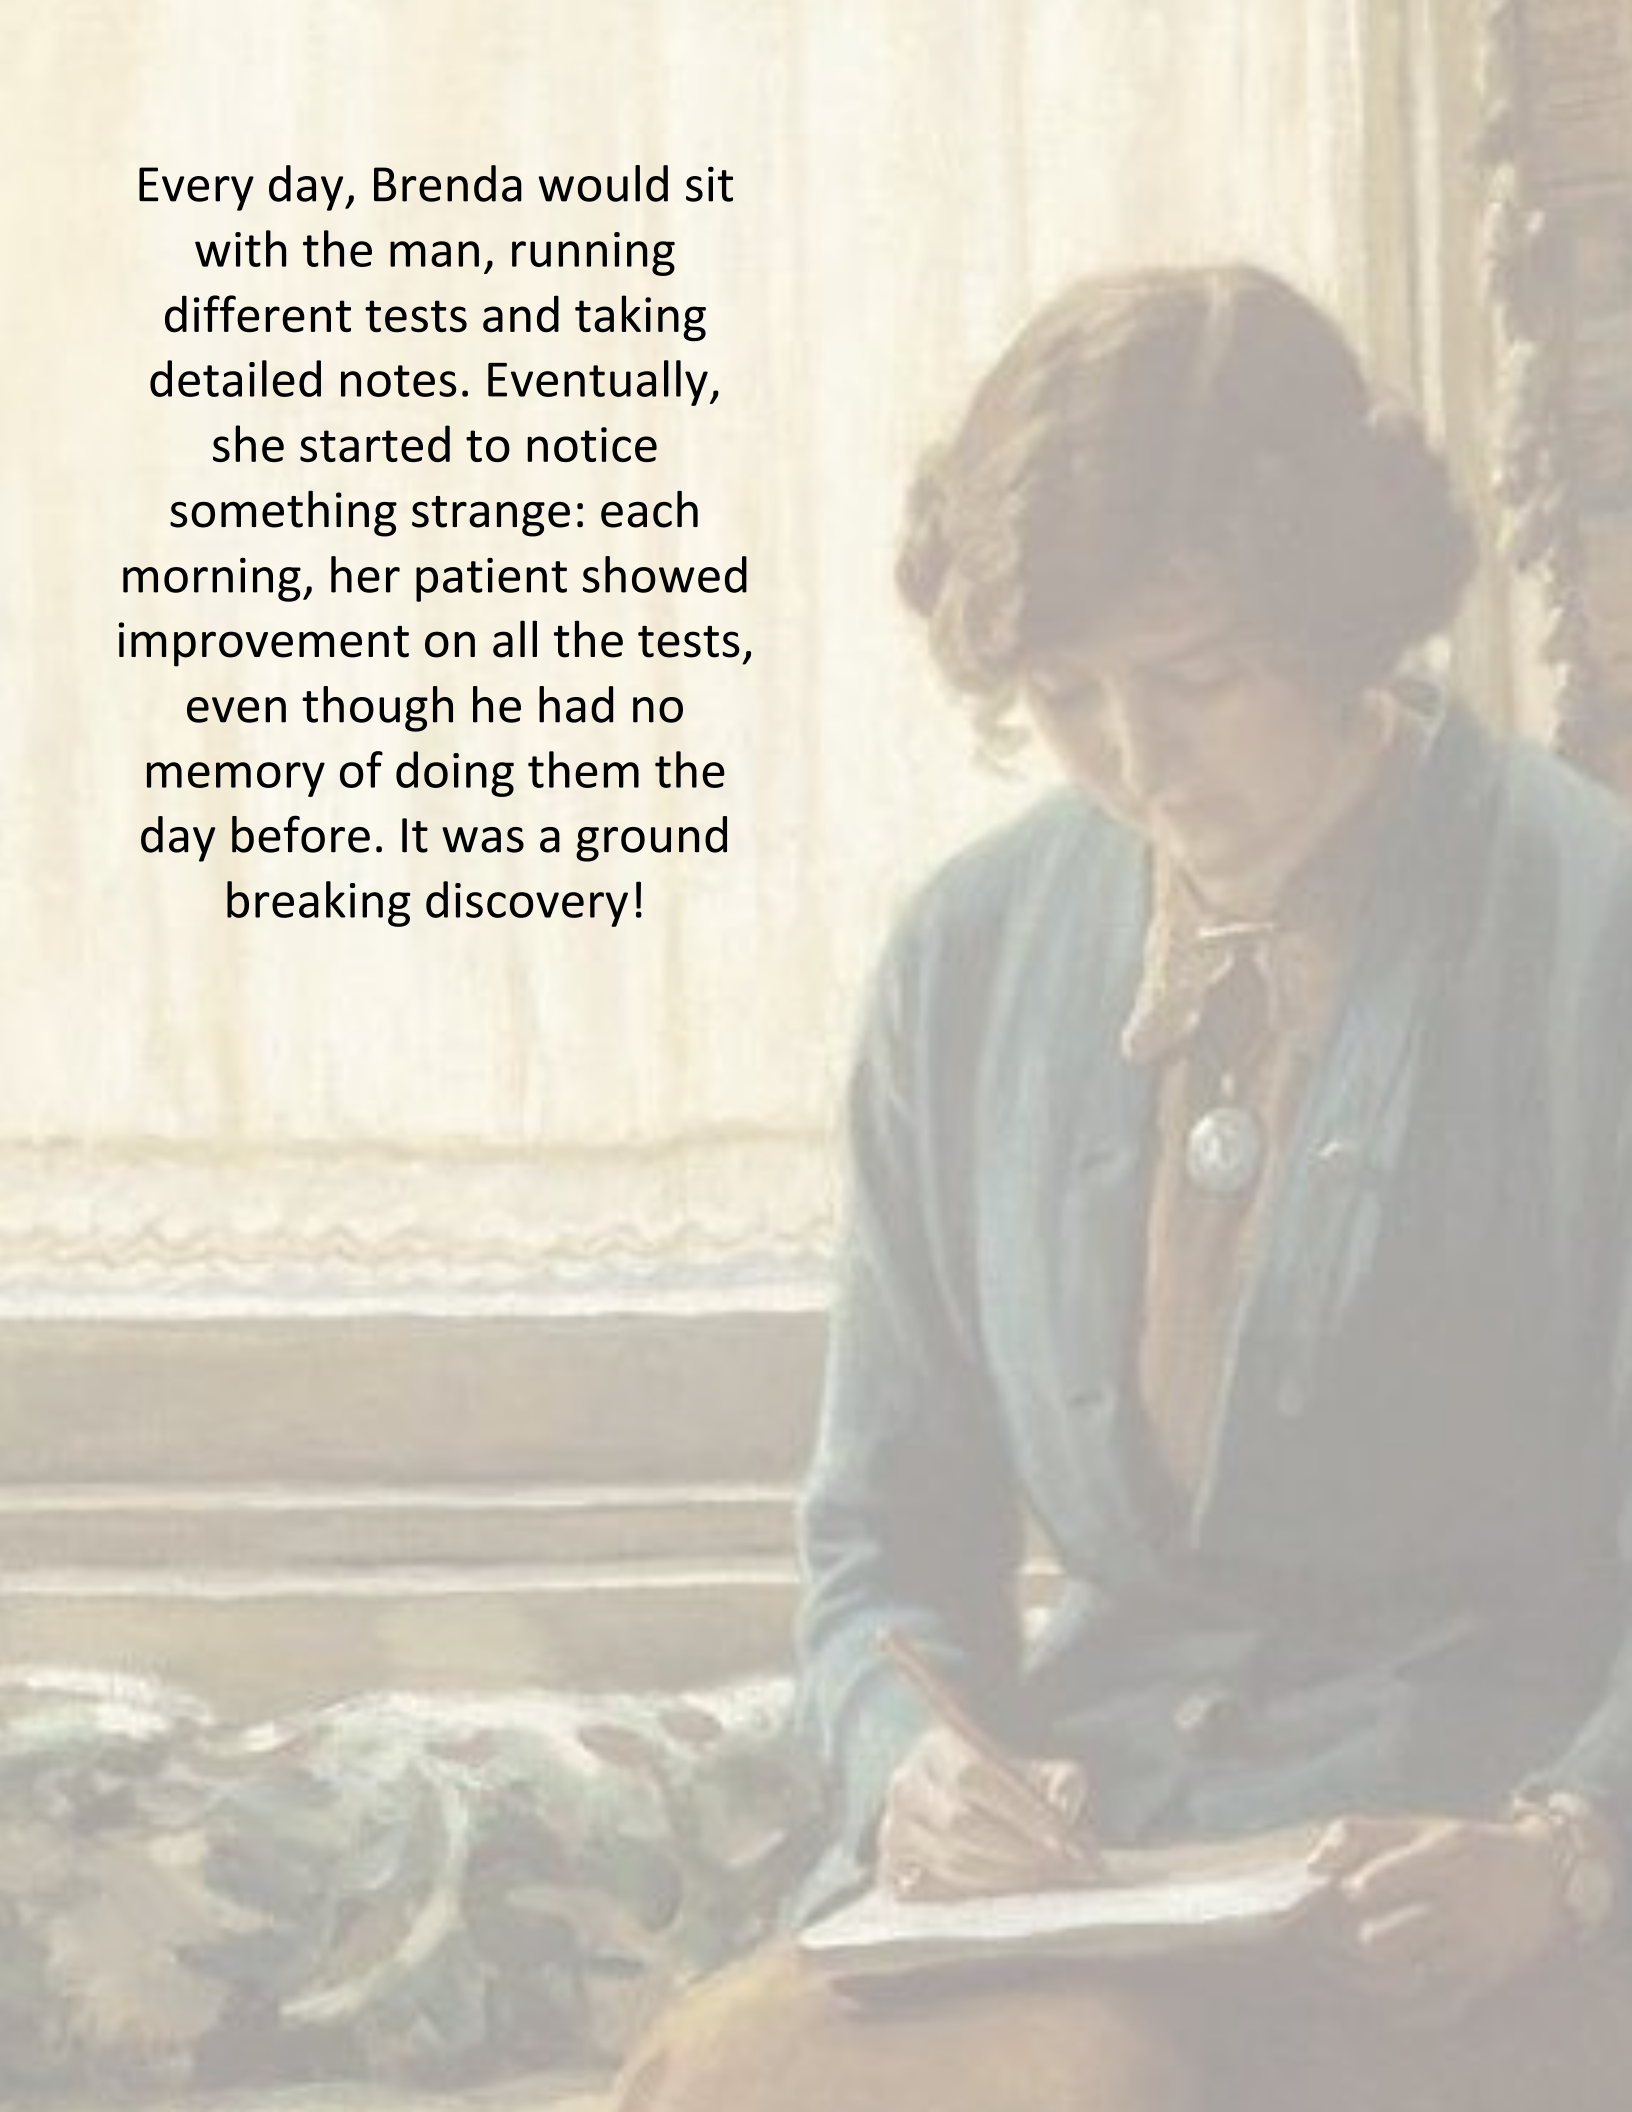 Every day, Brenda would sit
with the man, running
different tests and taking
detailed notes. Eventually,
she started to notice
something strange: each
morning, her patient showed
improvement on all the tests,
even though he had no
memory of doing them the
day before. It was a ground
breaking discovery!